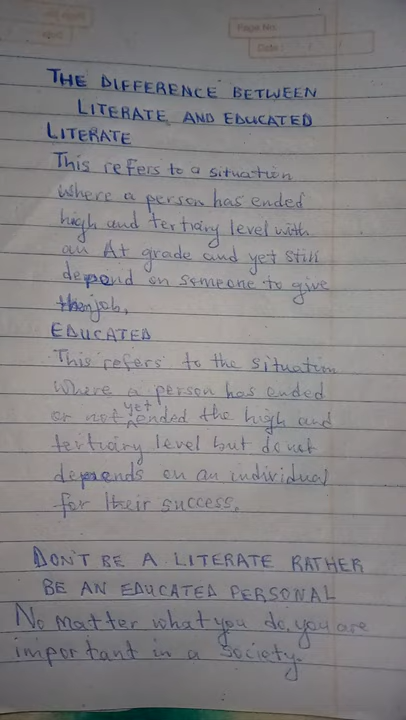 Page No.
Date: / /
THE DIFFERENCE BETWEEN
LITERATE AND EDUCATED
LITERATE
This refers to a situation
where a person has ended
high and tertiary level with
an A+ grade and yet still
depend on someone to give
them job.
EDUCATED
This refers to the situation
where a person has ended
or not yet ended the high and
tertiary level but do not
depends on an individual
for their success.
DON'T BE A LITERATE RATHER
BE AN EDUCATED PERSONAL
No matter what you do, you are
important in a society.